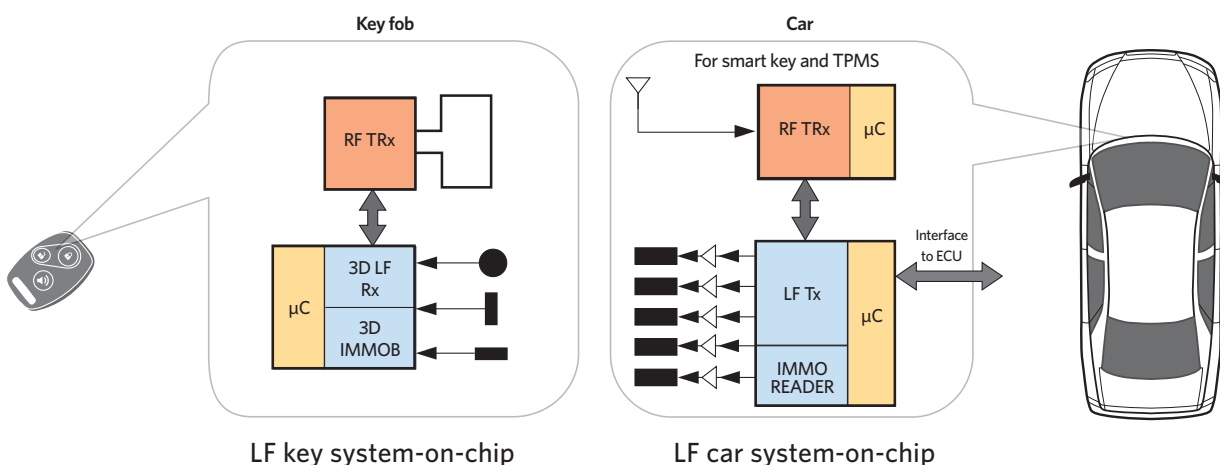 Key fob
RF TRx
µC
3D LF
Rx
3D
IMMOB
LF key system-on-chip
Car
For smart key and TPMS
RF TRx
µC
LF Tx
µC
IMMO
READER
Interface
to ECU
LF car system-on-chip